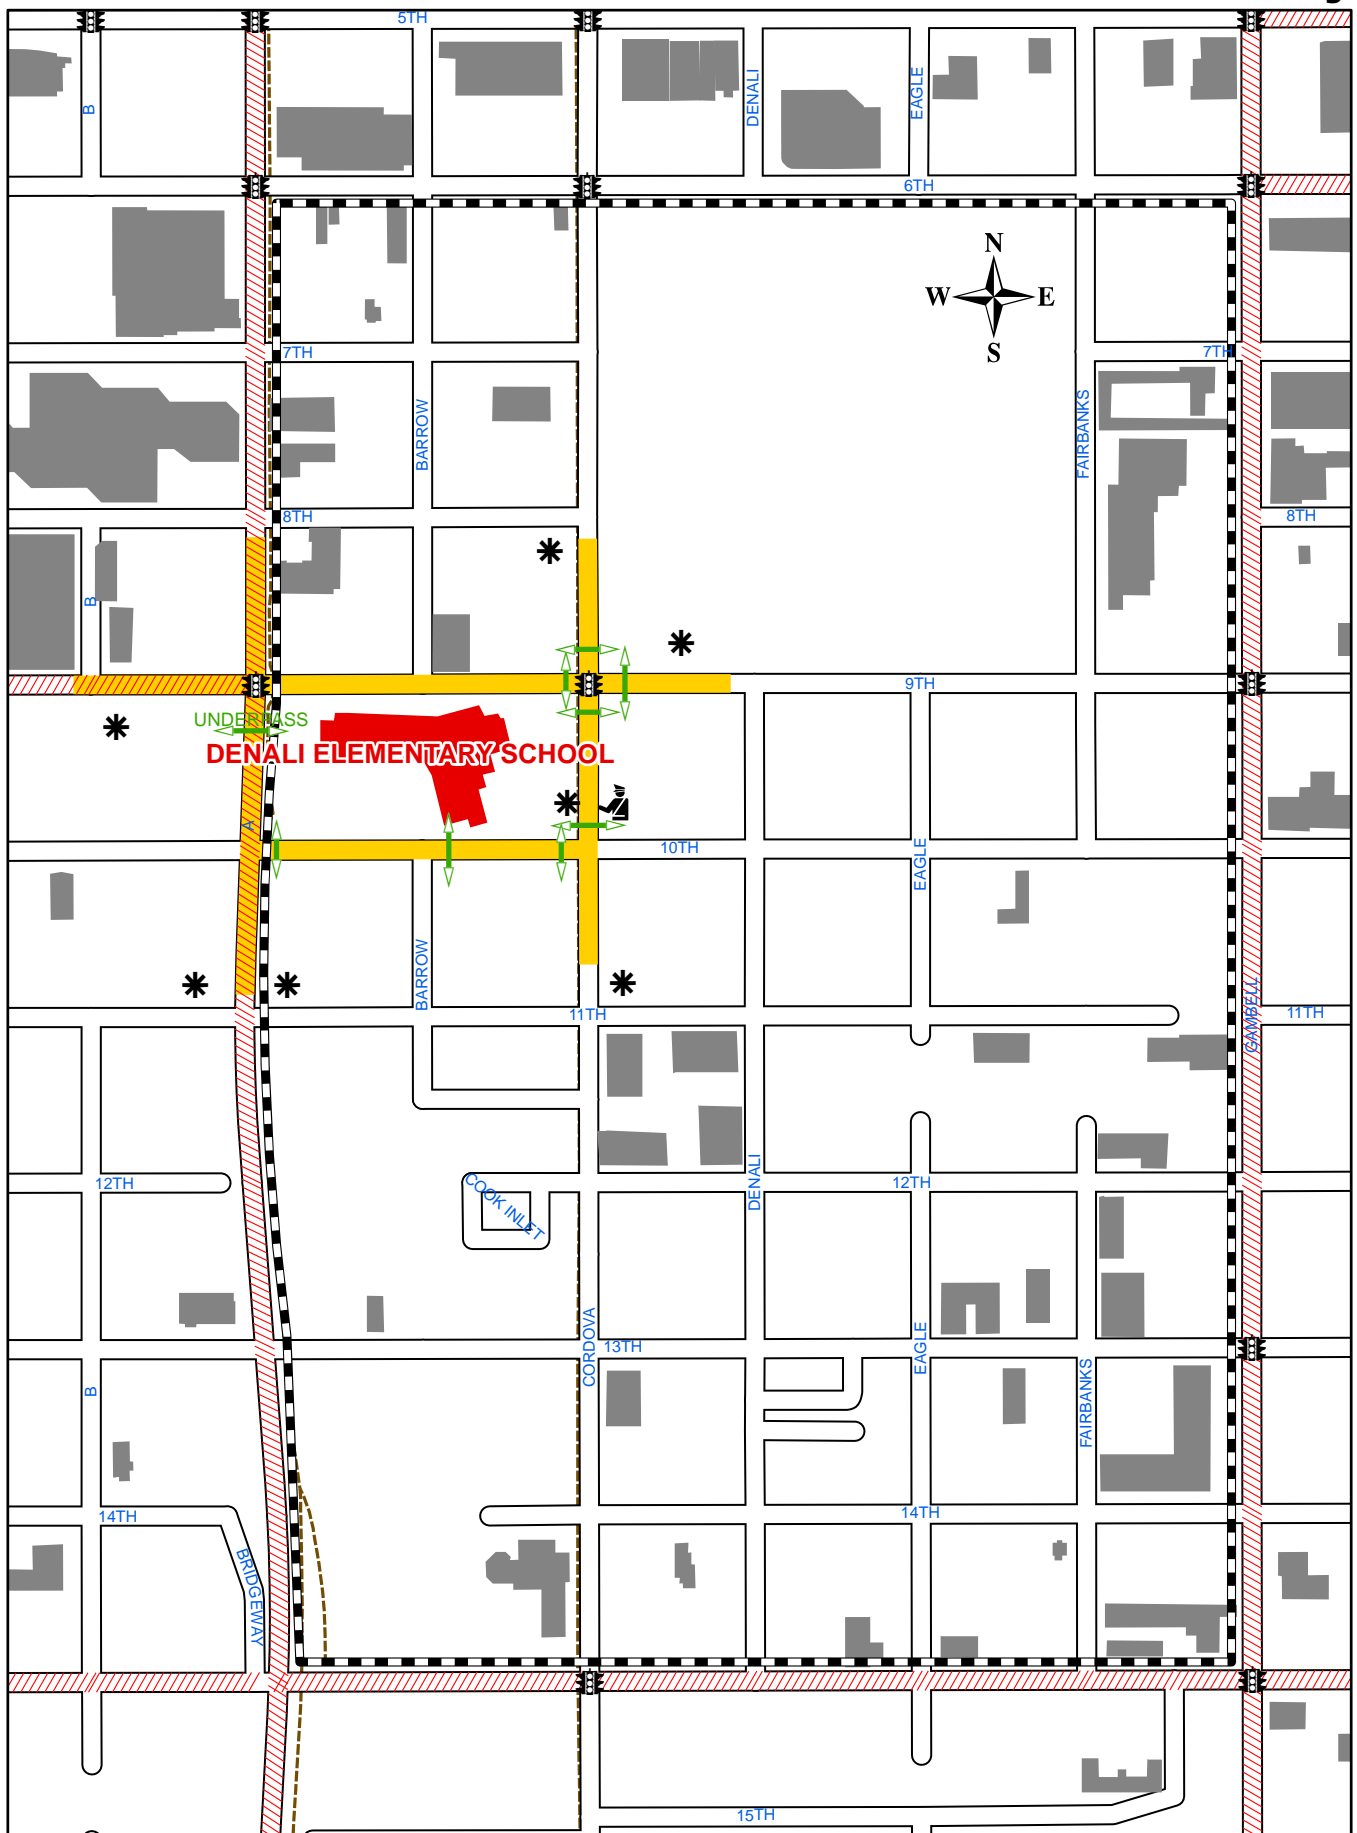 5TH
B
DENALI
EAGLE
6TH
N
W E
S
7TH
7TH
BARROW
FAIRBANKS
8TH
8TH
B
9TH
UNDERPASS
DENALI ELEMENTARY SCHOOL
A
10TH
EAGLE
BARROW
11TH
GAMBELL
11TH
12TH
COOK INLET
DENALI
12TH
CORDOVA
13TH
EAGLE
B
FAIRBANKS
14TH
14TH
BRIDGEWAY
15TH